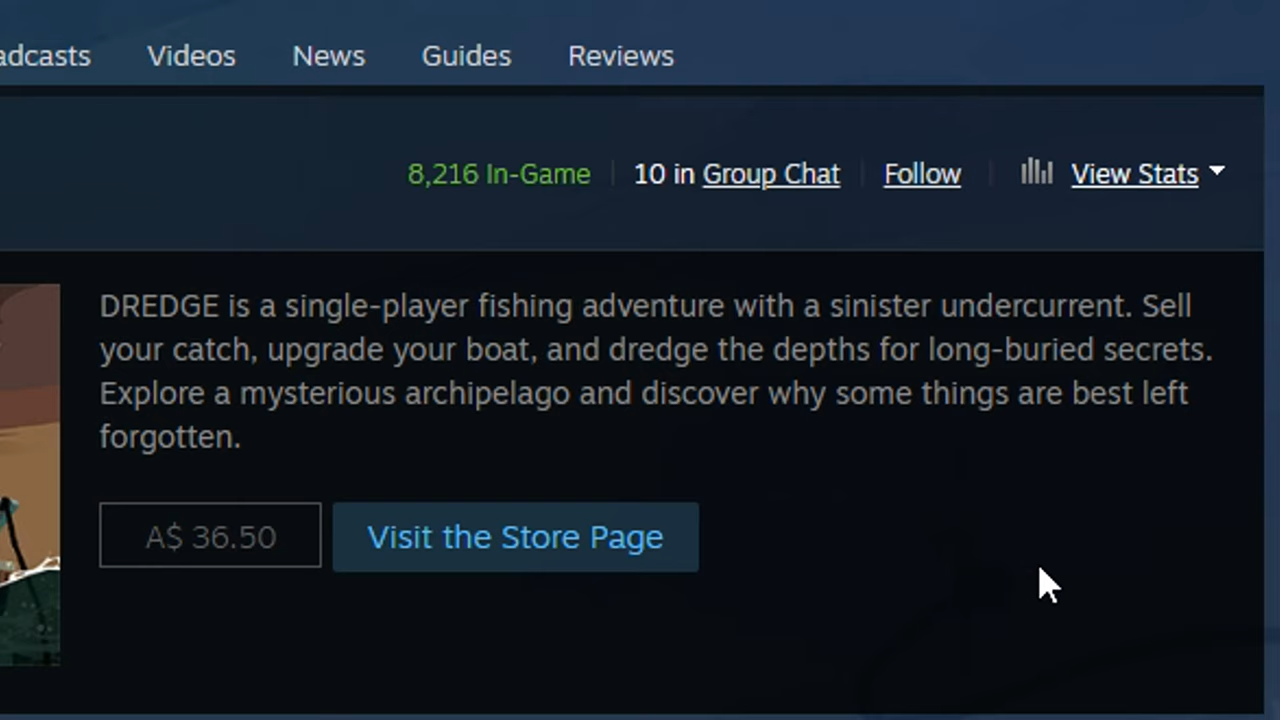 adcasts Videos News Guides Reviews
8,216 In-Game 10 in Group Chat Follow View Stats
DREDGE is a single-player fishing adventure with a sinister undercurrent. Sell
your catch, upgrade your boat, and dredge the depths for long-buried secrets.
Explore a mysterious archipelago and discover why some things are best left
forgotten.
A$ 36.50 Visit the Store Page